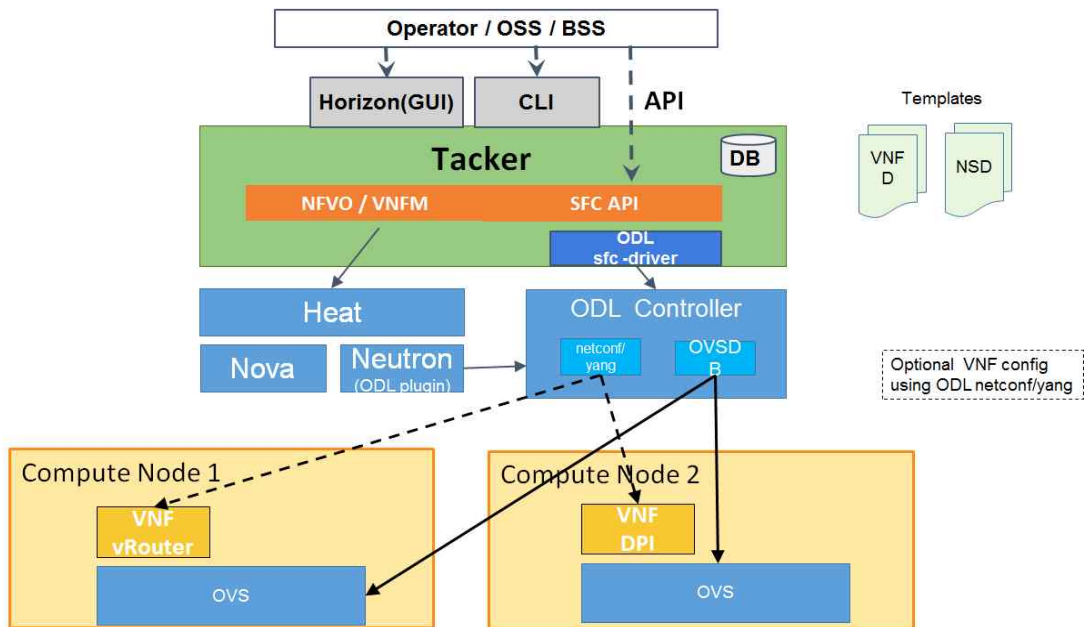 Operator / OSS / BSS
Horizon(GUI)
CLI
API
Templates
Tacker
DB
VNF
D
NSD
NFVO / VNFM
SFC API
ODL
sfc -driver
Heat
ODL Controller
Nova
Neutron
(ODL plugin)
netconf/
yang
OVSD
B
Optional VNF config
using ODL netconf/yang
Compute Node 1
Compute Node 2
VNF
vRouter
VNF
DPI
OVS
OVS